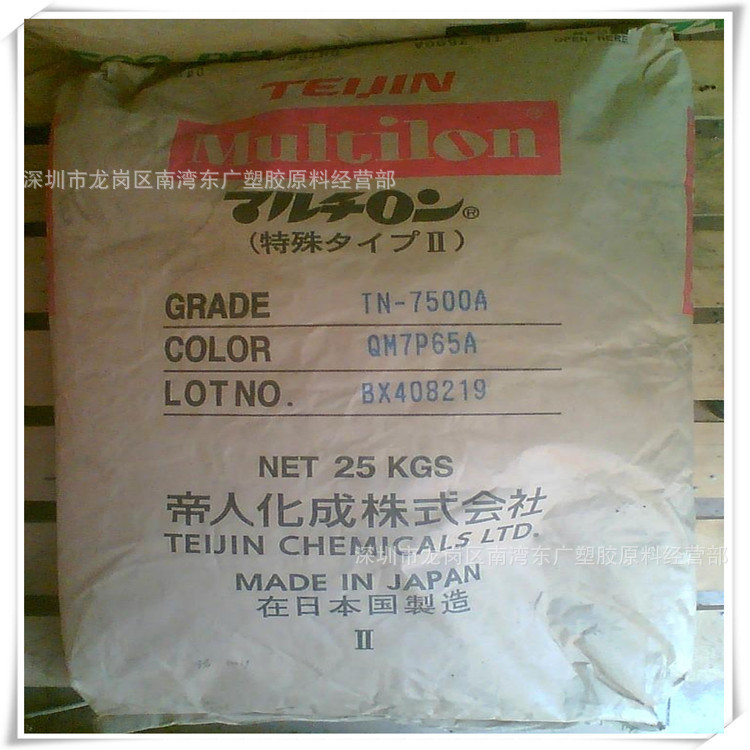 OPEN HERE
TEIJIN
Multilon®
深圳市龙岗区南湾东广塑胶原料经营部
マルチロン®
(特殊タイプⅡ)
GRADE TN-7500A
COLOR QM7P65A
LOT NO. BX408219
NET 25 KGS
帝人化成株式会社
TEIJIN CHEMICALS LTD.
深圳市龙岗区南湾东广塑胶原料经营部
MADE IN JAPAN
在日本国製造
Ⅱ